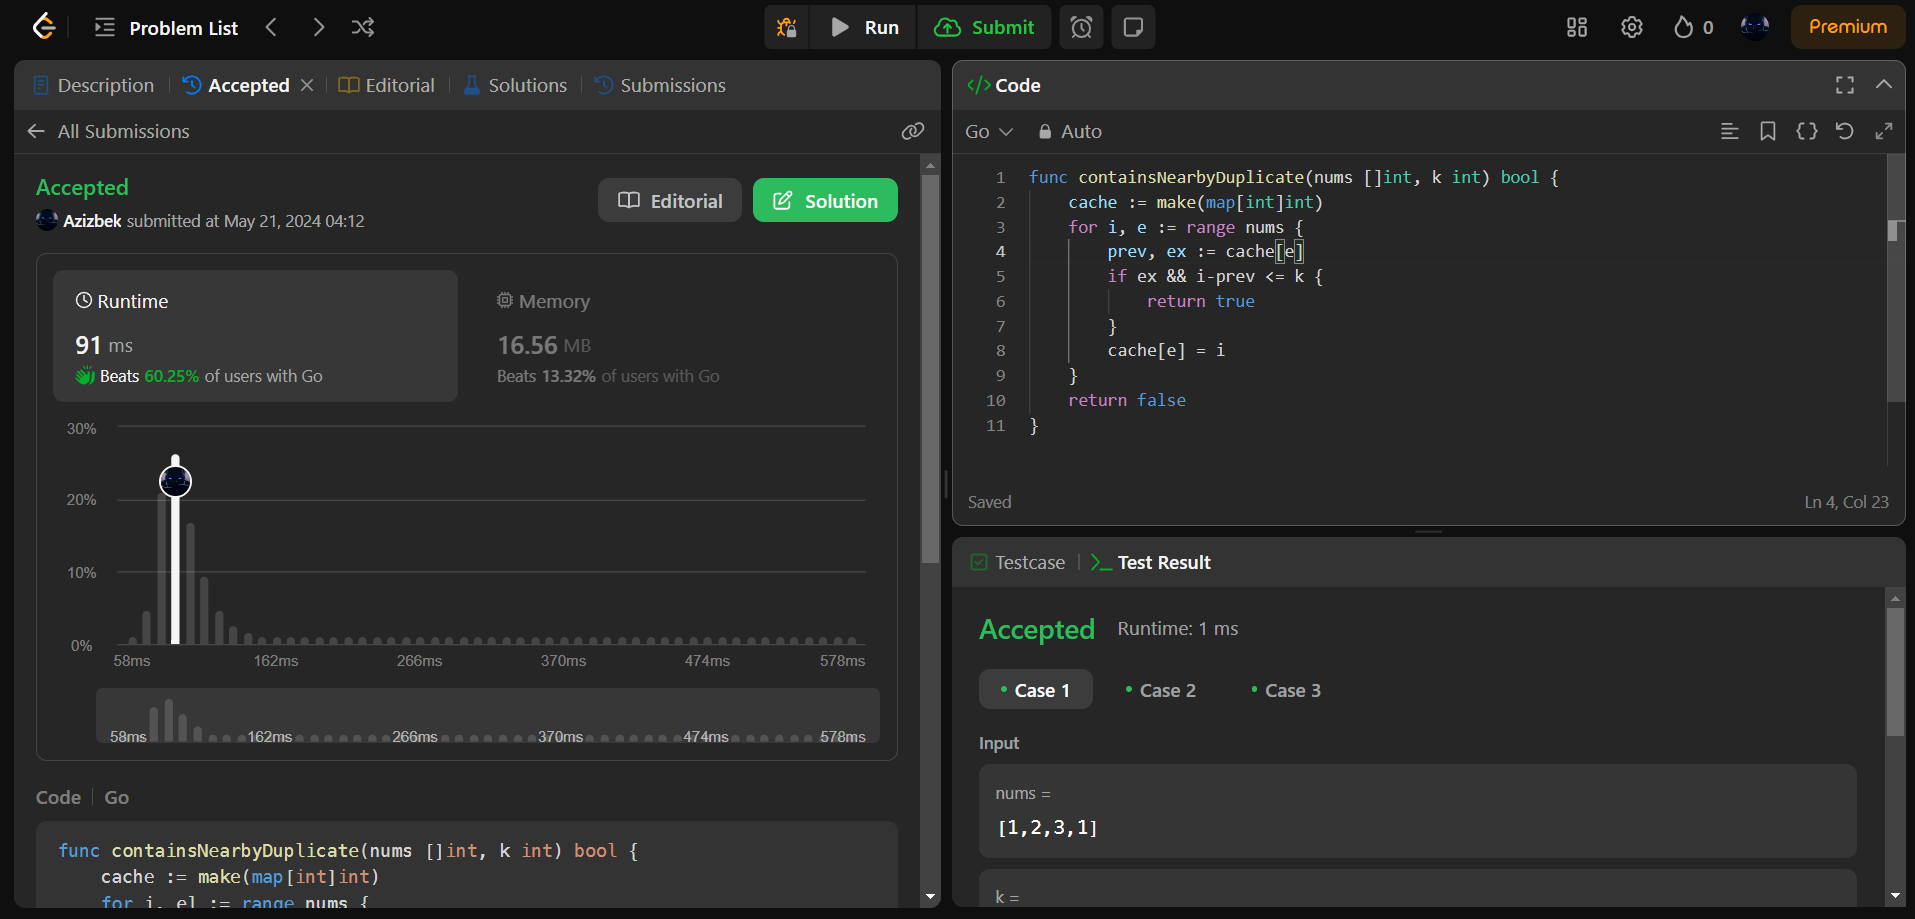 Problem List
Run
Submit
0
Premium
Description
Accepted
Editorial
Solutions
Submissions
All Submissions
Accepted
Azizbek submitted at May 21, 2024 04:12
Editorial
Solution
Runtime
91 ms
Beats 60.25% of users with Go
Memory
16.56 MB
Beats 13.32% of users with Go
30%
20%
10%
0%
58ms 162ms 266ms 370ms 474ms 578ms
58ms 162ms 266ms 370ms 474ms 578ms
Code | Go
func containsNearbyDuplicate(nums []int, k int) bool {
cache := make(map[int]int)
for i, el := range nums {
</> Code
Go
Auto
1 func containsNearbyDuplicate(nums []int, k int) bool {
2 cache := make(map[int]int)
3 for i, e := range nums {
4 prev, ex := cache[e]
5 if ex && i-prev <= k {
6 return true
7 }
8 cache[e] = i
9 }
10 return false
11 }
Saved
Ln 4, Col 23
Testcase
Test Result
Accepted
Runtime: 1 ms
Case 1
Case 2
Case 3
Input
nums =
[1,2,3,1]
k =